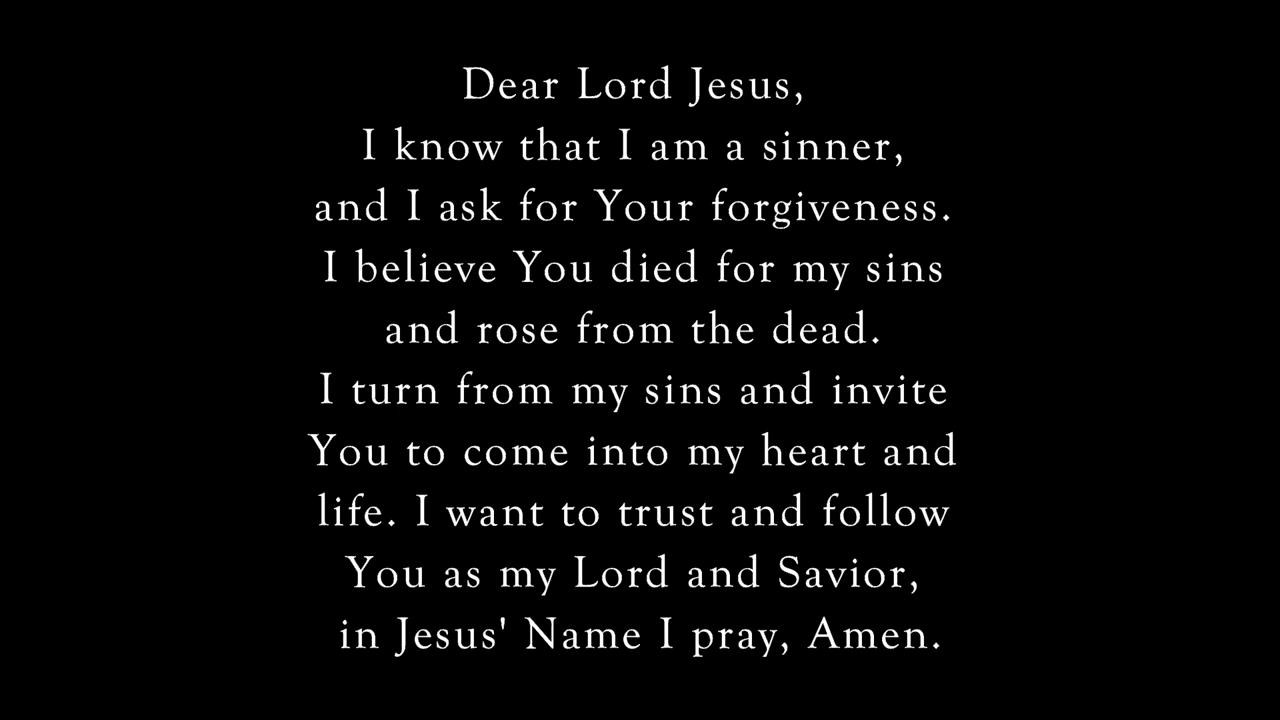 Dear Lord Jesus,
I know that I am a sinner,
and I ask for Your forgiveness.
I believe You died for my sins
and rose from the dead.
I turn from my sins and invite
You to come into my heart and
life. I want to trust and follow
You as my Lord and Savior,
in Jesus' Name I pray, Amen.